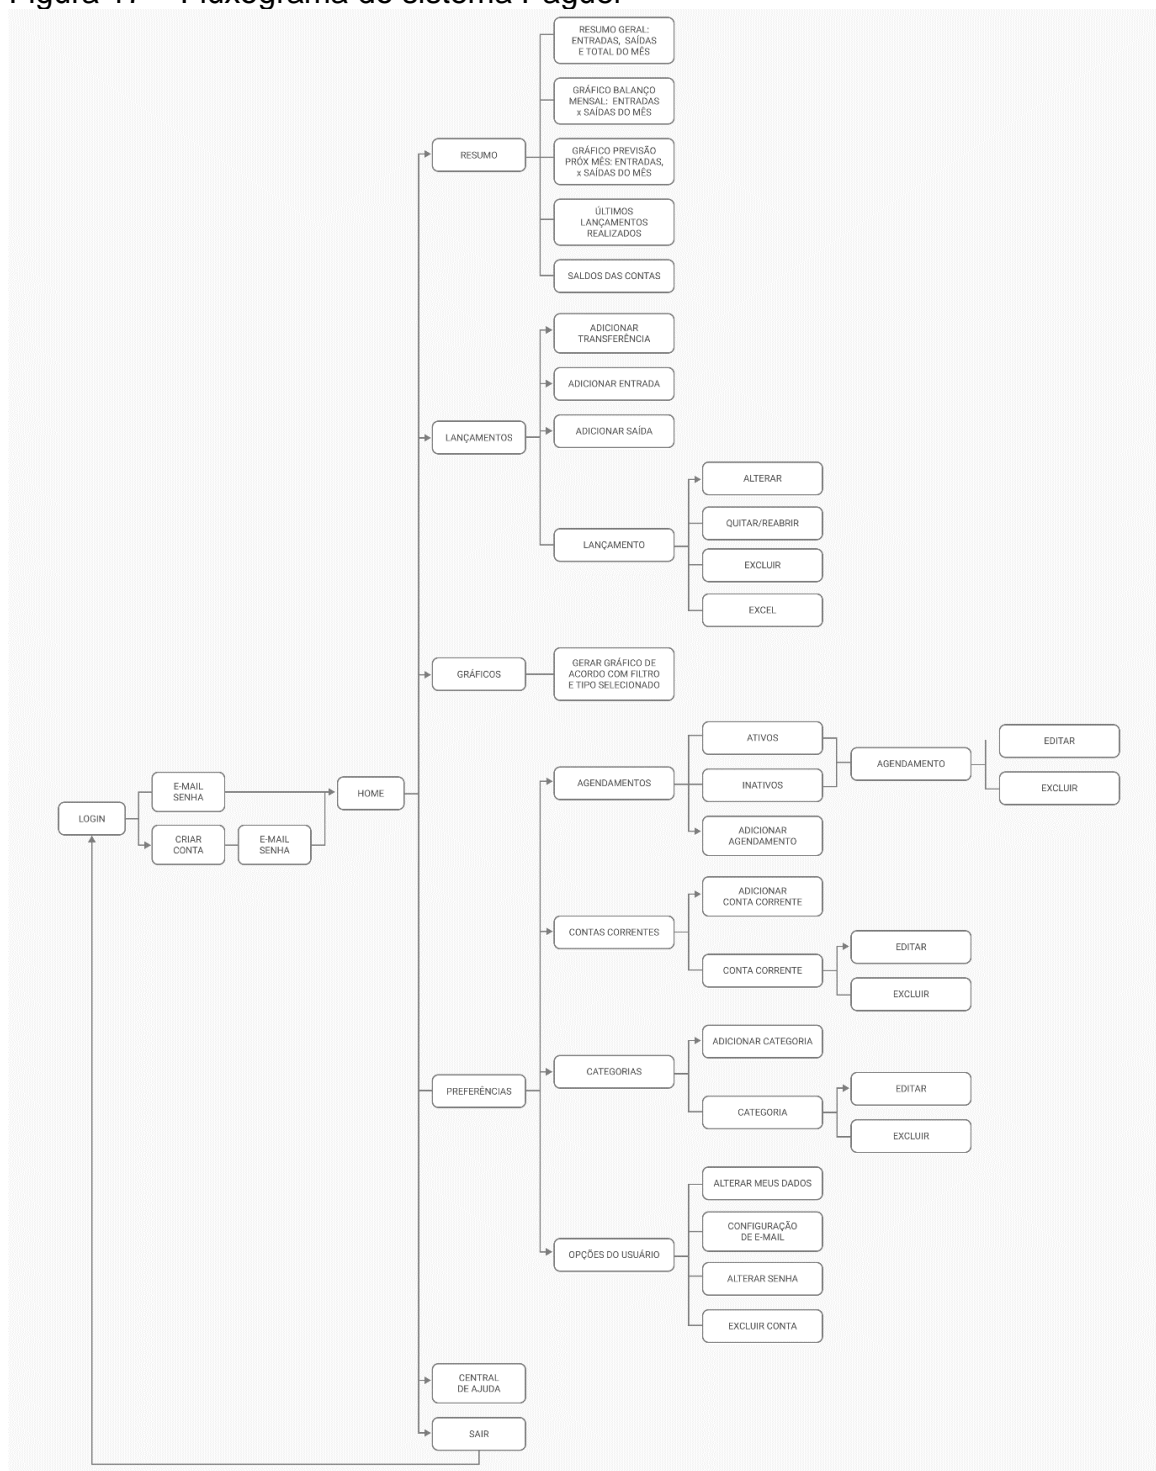 Figura 47 – Fluxograma do sistema Paguei
RESUMO GERAL:
ENTRADAS, SAÍDAS
E TOTAL DO MÊS
GRÁFICO BALANÇO
MENSAL: ENTRADAS
x SAÍDAS DO MÊS
RESUMO
GRÁFICO PREVISÃO
PRÓX MÊS: ENTRADAS,
x SAÍDAS DO MÊS
ÚLTIMOS
LANÇAMENTOS
REALIZADOS
SALDOS DAS CONTAS
ADICIONAR
TRANSFERÊNCIA
ADICIONAR ENTRADA
ADICIONAR SAÍDA
LANÇAMENTOS
ALTERAR
QUITAR/REABRIR
LANÇAMENTO
EXCLUIR
EXCEL
GRÁFICOS
GERAR GRÁFICO DE
ACORDO COM FILTRO
E TIPO SELECIONADO
ATIVOS
EDITAR
AGENDAMENTO
AGENDAMENTOS
INATIVOS
EXCLUIR
ADICIONAR
AGENDAMENTO
LOGIN
E-MAIL
SENHA
HOME
CRIAR
CONTA
E-MAIL
SENHA
ADICIONAR
CONTA CORRENTE
CONTAS CORRENTES
EDITAR
CONTA CORRENTE
EXCLUIR
ADICIONAR CATEGORIA
CATEGORIAS
EDITAR
PREFERÊNCIAS
CATEGORIA
EXCLUIR
ALTERAR MEUS DADOS
CONFIGURAÇÃO
DE E-MAIL
OPÇÕES DO USUÁRIO
ALTERAR SENHA
EXCLUIR CONTA
CENTRAL
DE AJUDA
SAIR